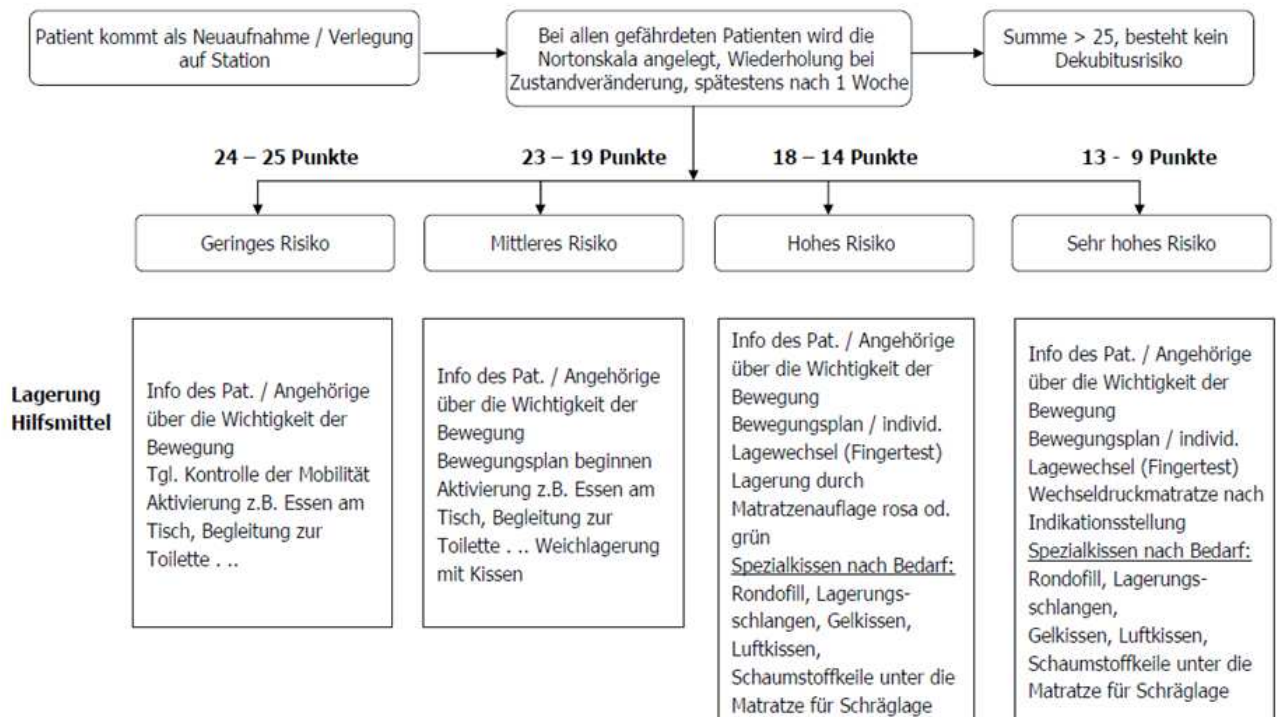 Patient kommt als Neuaufnahme / Verlegung
auf Station
Bei allen gefährdeten Patienten wird die
Nortonskala angelegt, Wiederholung bei
Zustandveränderung, spätestens nach 1 Woche
Summe > 25, besteht kein
Dekubitusrisiko
24 – 25 Punkte
23 – 19 Punkte
18 – 14 Punkte
13 - 9 Punkte
Geringes Risiko
Mittleres Risiko
Hohes Risiko
Sehr hohes Risiko
Lagerung
Hilfsmittel
Info des Pat. / Angehörige
über die Wichtigkeit der
Bewegung
Tgl. Kontrolle der Mobilität
Aktivierung z.B. Essen am
Tisch, Begleitung zur
Toilette . ..
Info des Pat. / Angehörige
über die Wichtigkeit der
Bewegung
Bewegungsplan beginnen
Aktivierung z.B. Essen am
Tisch, Begleitung zur
Toilette . .. Weichlagerung
mit Kissen
Info des Pat. / Angehörige
über die Wichtigkeit der
Bewegung
Bewegungsplan / individ.
Lagewechsel (Fingertest)
Lagerung durch
Matratzenauflage rosa od.
grün
Spezialkissen nach Bedarf:
Rondofill, Lagerungs-
schlangen, Gelkissen,
Luftkissen,
Schaumstoffkeile unter die
Matratze für Schräglage
Info des Pat. / Angehörige
über die Wichtigkeit der
Bewegung
Bewegungsplan / individ.
Lagewechsel (Fingertest)
Wechseldruckmatratze nach
Indikationsstellung
Spezialkissen nach Bedarf:
Rondofill, Lagerungs-
schlangen,
Gelkissen, Luftkissen,
Schaumstoffkeile unter die
Matratze für Schräglage